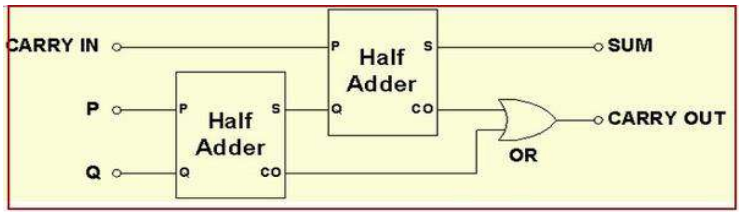 CARRY IN
P
S
SUM
Half
Adder
P
P
S
Q
CO
CARRY OUT
Half
Adder
OR
Q
Q
CO